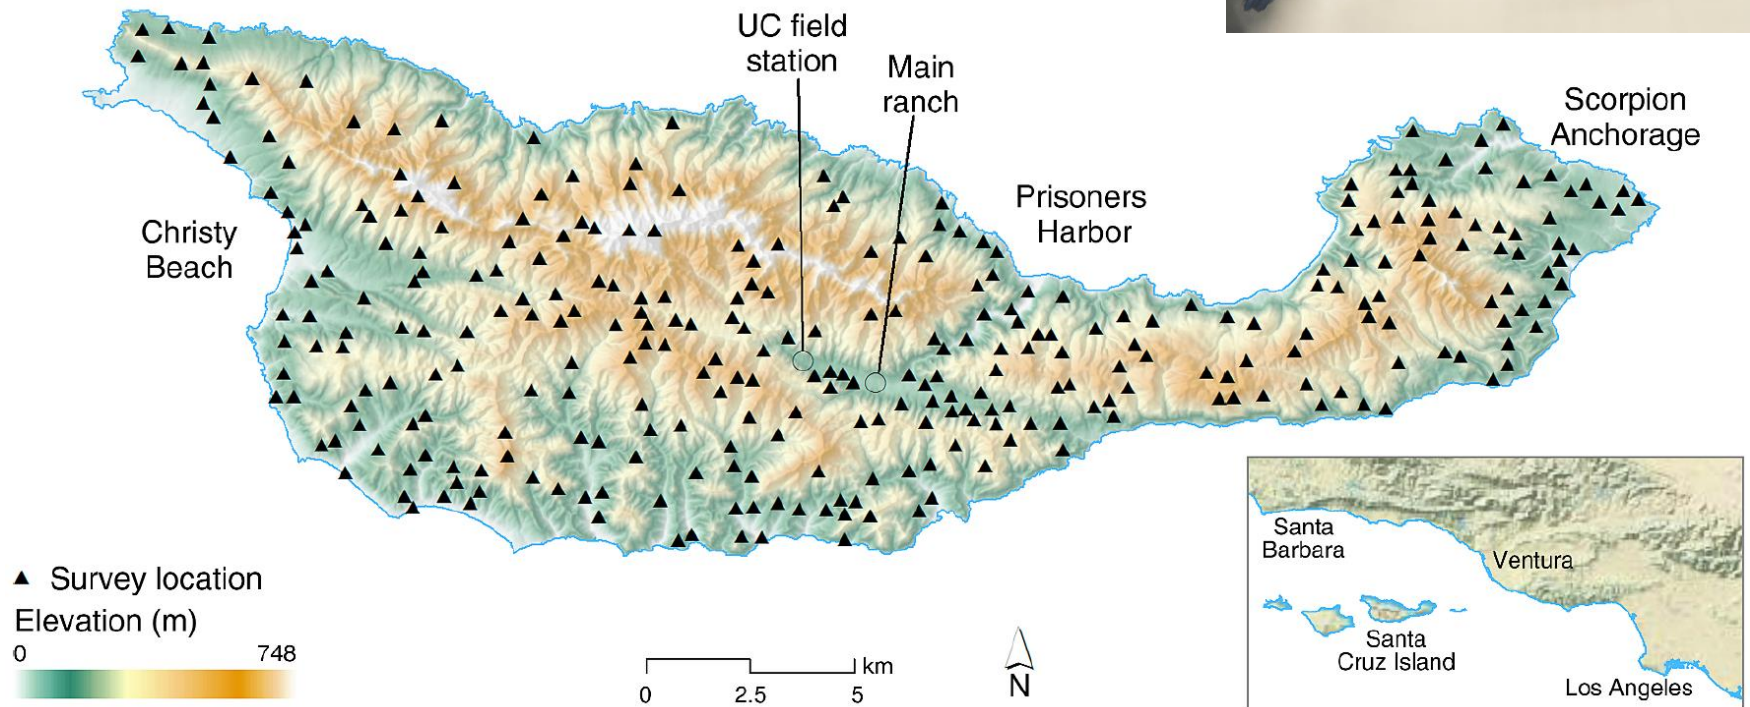 UC field
station
Main
ranch
Scorpion
Anchorage
Prisoners
Harbor
Christy
Beach
Survey location
Elevation (m)
0
748
0
2.5
5
km
N
Santa
Barbara
Ventura
Santa
Cruz Island
Los Angeles